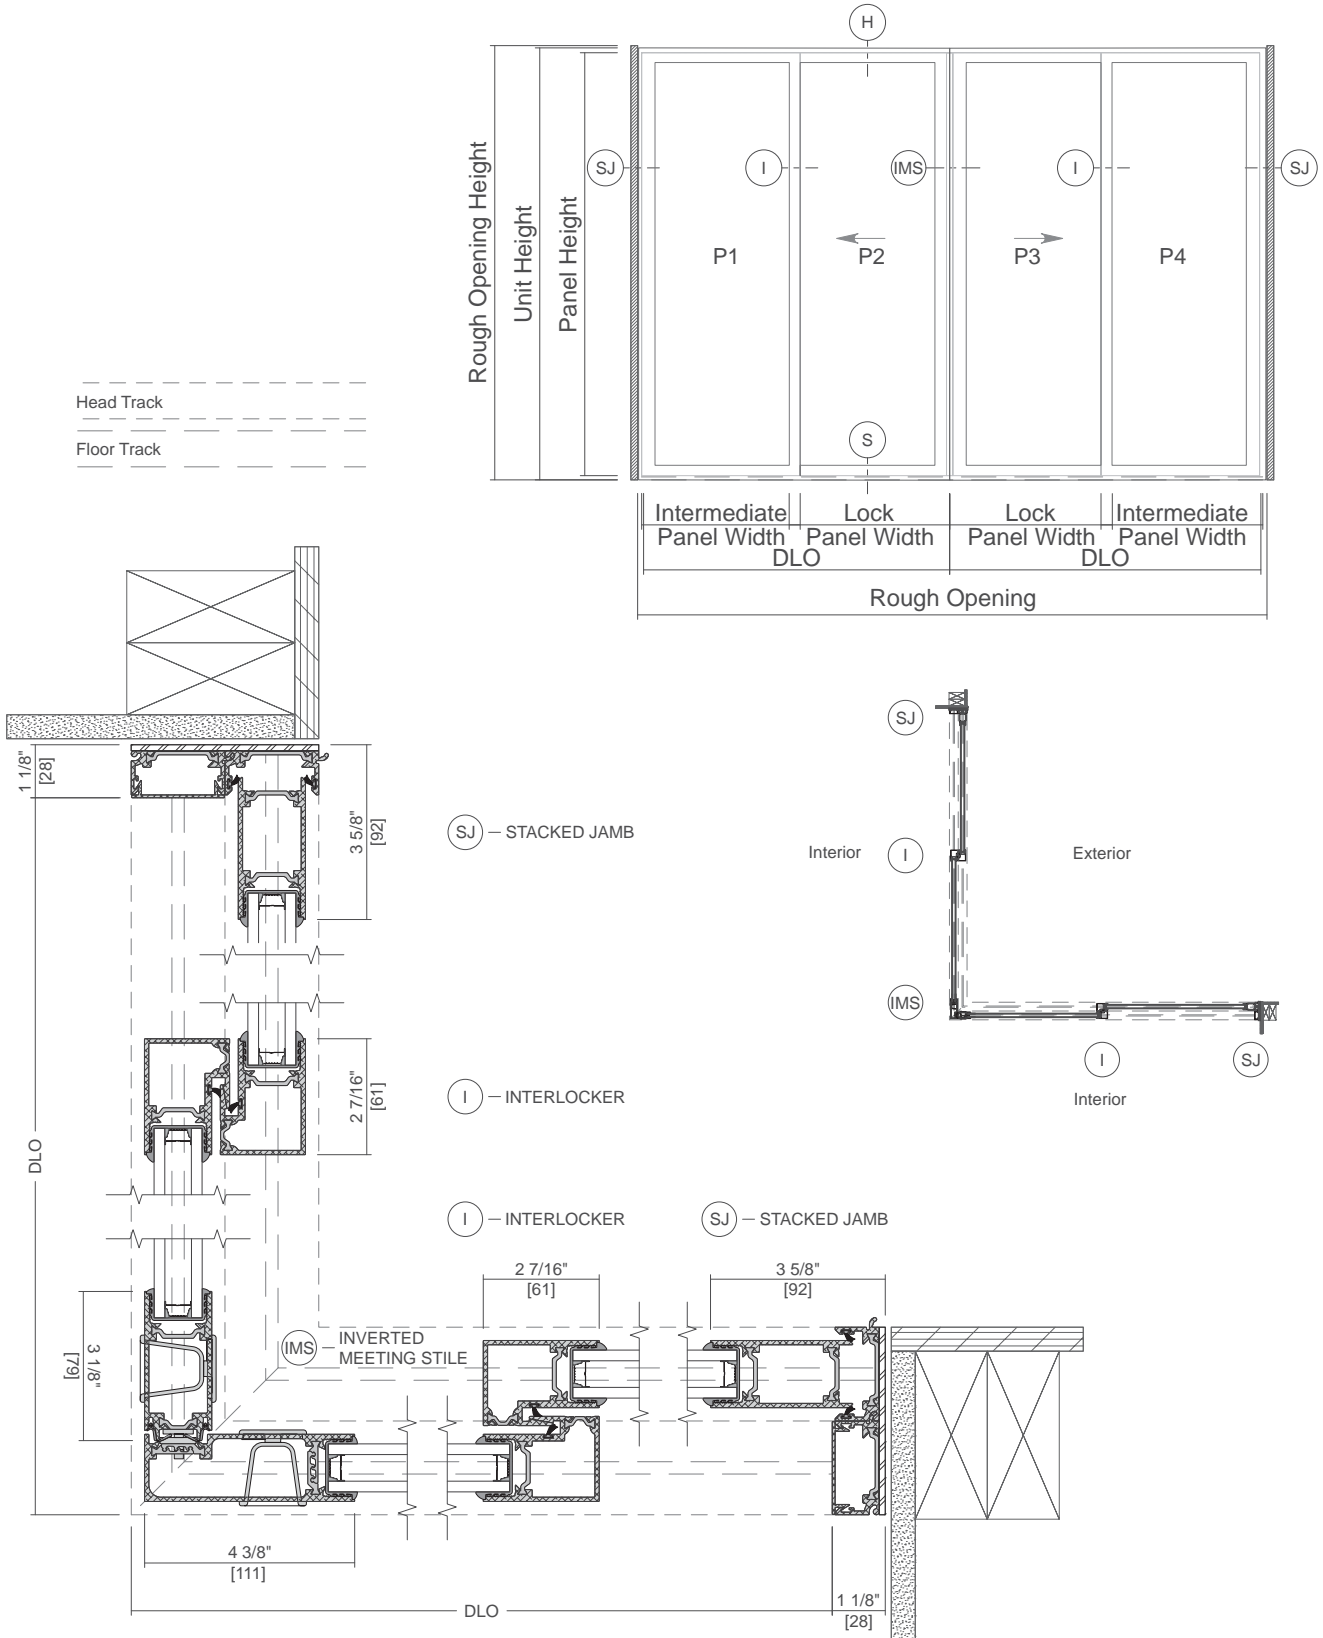 H
Rough Opening Height
Unit Height
Panel Height
SJ
I
IMS
I
SJ
P1
P2
P3
P4
S
Intermediate
Panel Width
Lock
Panel Width
Lock
Panel Width
Intermediate
Panel Width
DLO
DLO
Rough Opening
Head Track
Floor Track
1 1/8"
[28]
3 5/8"
[92]
SJ – STACKED JAMB
SJ
Interior
I
Exterior
IMS
I
SJ
Interior
2 7/16"
[61]
I – INTERLOCKER
DLO
I – INTERLOCKER
SJ – STACKED JAMB
2 7/16"
[61]
3 5/8"
[92]
3 1/8"
[79]
IMS – INVERTED
MEETING STILE
4 3/8"
[111]
DLO
1 1/8"
[28]